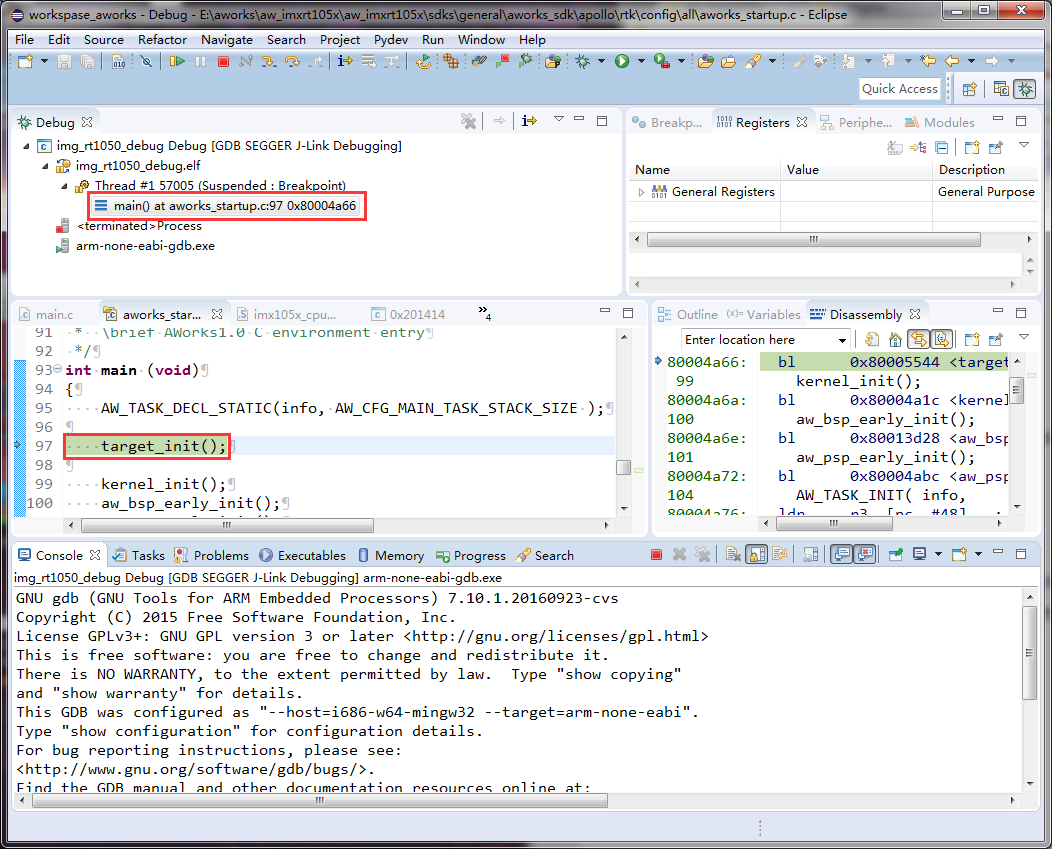 workspase_aworks - Debug - E:\aworks\aw_imxrt105x\aw_imxrt105x\sdks\general\aworks_sdk\apollo\rtk\config\all\aworks_startup.c - Eclipse
File Edit Source Refactor Navigate Search Project Pydev Run Window Help
Quick Access
Debug
img_rt1050_debug Debug [GDB SEGGER J-Link Debugging]
img_rt1050_debug.elf
Thread #1 57005 (Suspended : Breakpoint)
main() at aworks_startup.c:97 0x80004a66
<terminated>Process
arm-none-eabi-gdb.exe
Breakp... Registers Periphe... Modules
Name Value Description
General Registers General Purpose
main.c aworks_star... imx105x_cpu... 0x201414 »4
91 * \brief AWorks1.0 C environment entry¶
92 */¶
93 int main (void)¶
94 {¶
95 ····AW_TASK_DECL_STATIC(info, AW_CFG_MAIN_TASK_STACK_SIZE );¶
96 ¶
97 ····target_init();¶
98 ¶
99 ····kernel_init();¶
100 ····aw_bsp_early_init();¶
Outline (x)= Variables Disassembly
Enter location here
80004a66: bl 0x80005544 <target
99 kernel_init();
80004a6a: bl 0x80004a1c <kernel
100 aw_bsp_early_init();
80004a6e: bl 0x80013d28 <aw_bsp
101 aw_psp_early_init();
80004a72: bl 0x80004abc <aw_psp
104 AW_TASK_INIT( info,
80004a76: ldn n3 [pc #48]
Console Tasks Problems Executables Memory Progress Search
img_rt1050_debug Debug [GDB SEGGER J-Link Debugging] arm-none-eabi-gdb.exe
GNU gdb (GNU Tools for ARM Embedded Processors) 7.10.1.20160923-cvs
Copyright (C) 2015 Free Software Foundation, Inc.
License GPLv3+: GNU GPL version 3 or later <http://gnu.org/licenses/gpl.html>
This is free software: you are free to change and redistribute it.
There is NO WARRANTY, to the extent permitted by law.  Type "show copying"
and "show warranty" for details.
This GDB was configured as "--host=i686-w64-mingw32 --target=arm-none-eabi".
Type "show configuration" for configuration details.
For bug reporting instructions, please see:
<http://www.gnu.org/software/gdb/bugs/>.
Find the GDB manual and other documentation resources online at: